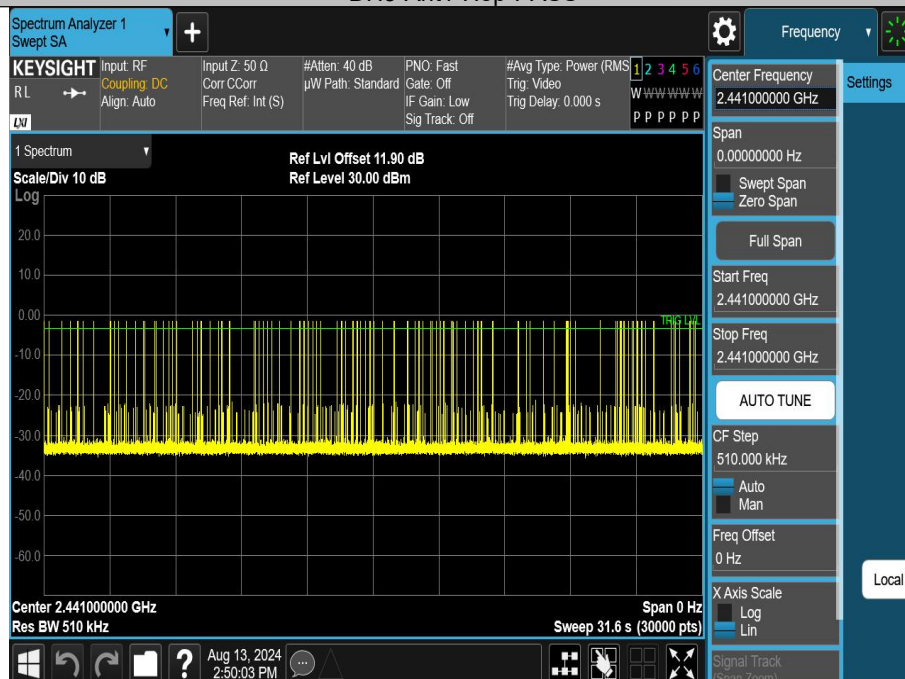 Spectrum Analyzer 1
Swept SA
Frequency
KEYSIGHT
RL
LXI
Input: RF
Coupling: DC
Align: Auto
Input Z: 50 Ω
Corr CCorr
Freq Ref: Int (S)
#Atten: 40 dB
µW Path: Standard
PNO: Fast
Gate: Off
IF Gain: Low
Sig Track: Off
#Avg Type: Power (RMS
Trig: Video
Trig Delay: 0.000 s
1 2 3 4 5 6
W W W W W W
P P P P P P
Center Frequency
2.441000000 GHz
Settings
Span
0.00000000 Hz
Swept Span
Zero Span
Full Span
Start Freq
2.441000000 GHz
Stop Freq
2.441000000 GHz
AUTO TUNE
CF Step
510.000 kHz
Auto
Man
Freq Offset
0 Hz
X Axis Scale
Log
Lin
Signal Track
(Span Zoom)
Local
1 Spectrum
Scale/Div 10 dB
Log
Ref Lvl Offset 11.90 dB
Ref Level 30.00 dBm
20.0
10.0
0.00
-10.0
-20.0
-30.0
-40.0
-50.0
-60.0
TRIG LVL
Center 2.441000000 GHz
Res BW 510 kHz
Span 0 Hz
Sweep 31.6 s (30000 pts)
?
Aug 13, 2024
2:50:03 PM